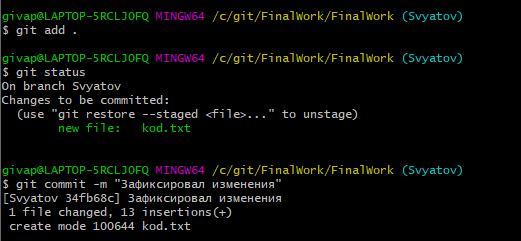 givap@LAPTOP-5RCLJOFQ MINGW64 /c/git/FinalWork/FinalWork (Svyatov)
$ git add .
givap@LAPTOP-5RCLJOFQ MINGW64 /c/git/FinalWork/FinalWork (Svyatov)
$ git status
On branch Svyatov
Changes to be committed:
  (use "git restore --staged <file>..." to unstage)
        new file:   kod.txt
givap@LAPTOP-5RCLJOFQ MINGW64 /c/git/FinalWork/FinalWork (Svyatov)
$ git commit -m "Зафиксировал изменения"
[Svyatov 34fb68c] Зафиксировал изменения
 1 file changed, 13 insertions(+)
 create mode 100644 kod.txt